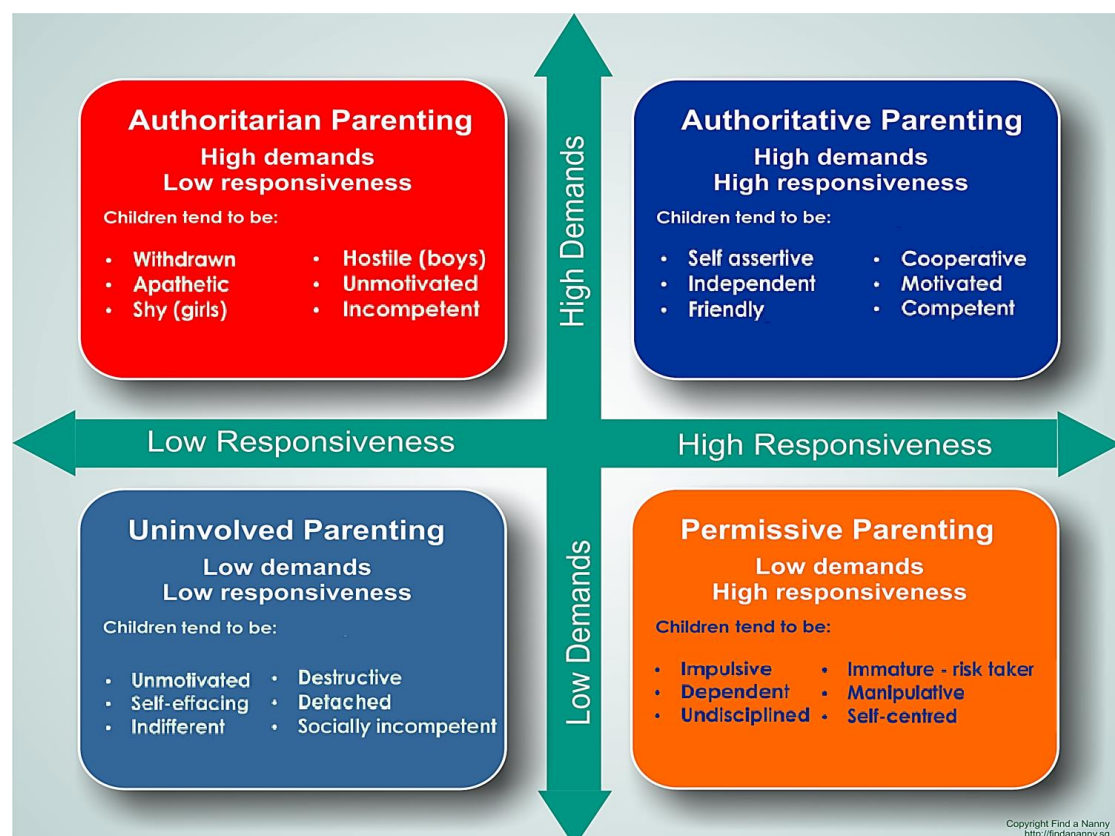 Authoritarian Parenting
High demands
Low responsiveness
Children tend to be:
• Withdrawn
• Apathetic
• Shy (girls)
• Hostile (boys)
• Unmotivated
• Incompetent
High Demands
Authoritative Parenting
High demands
High responsiveness
• Self assertive
• Independent
• Friendly
• Cooperative
• Motivated
• Competent
Low Responsiveness
High Responsiveness
Uninvolved Parenting
Low demands
Low responsiveness
Children tend to be:
• Unmotivated
• Self-effacing
• Indifferent
• Destructive
• Detached
• Socially incompetent
Low Demands
Permissive Parenting
Low demands
High responsiveness
Children tend to be:
• Impulsive
• Dependent
• Undisciplined
• Immature - risk taker
• Manipulative
• Self-centred
Copyright Find a Nanny
http://findananny.sg